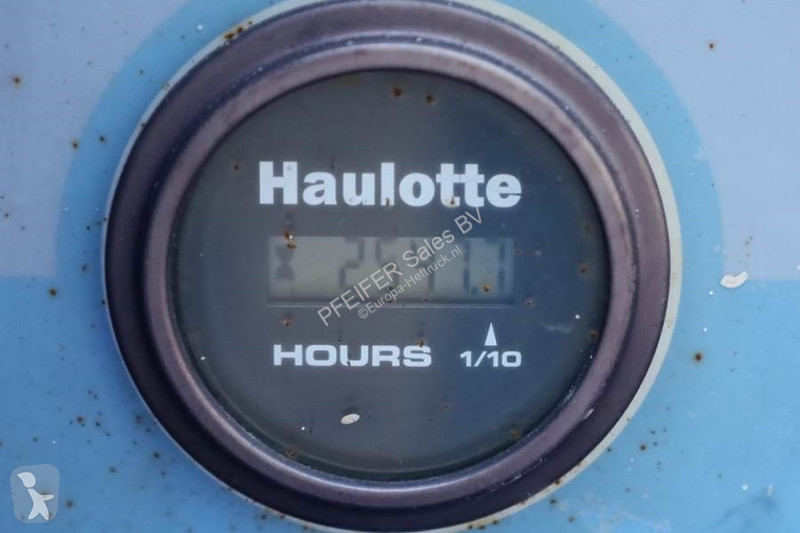 Haulotte
PFEIFER Sales BV
©Europa-Heftruck.nl
HOURS 1/10